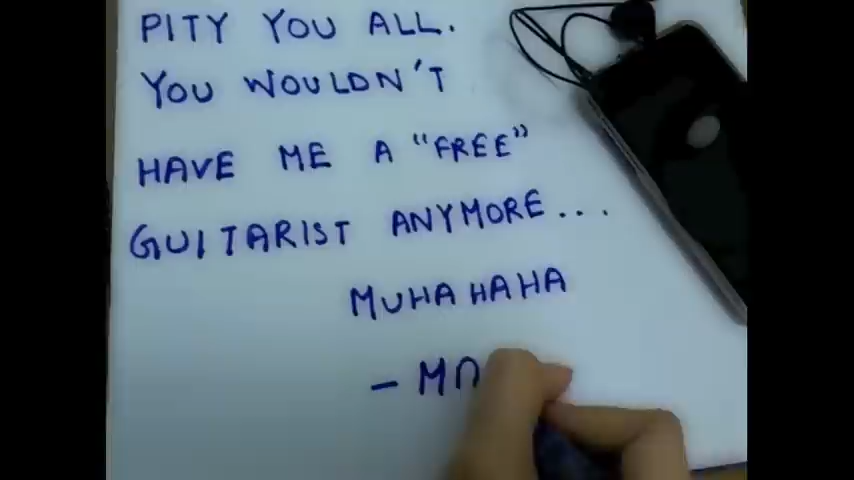 PITY YOU ALL.
YOU WOULDN'T
HAVE ME A "FREE"
GUITARIST ANYMORE...
MUHAHAHA